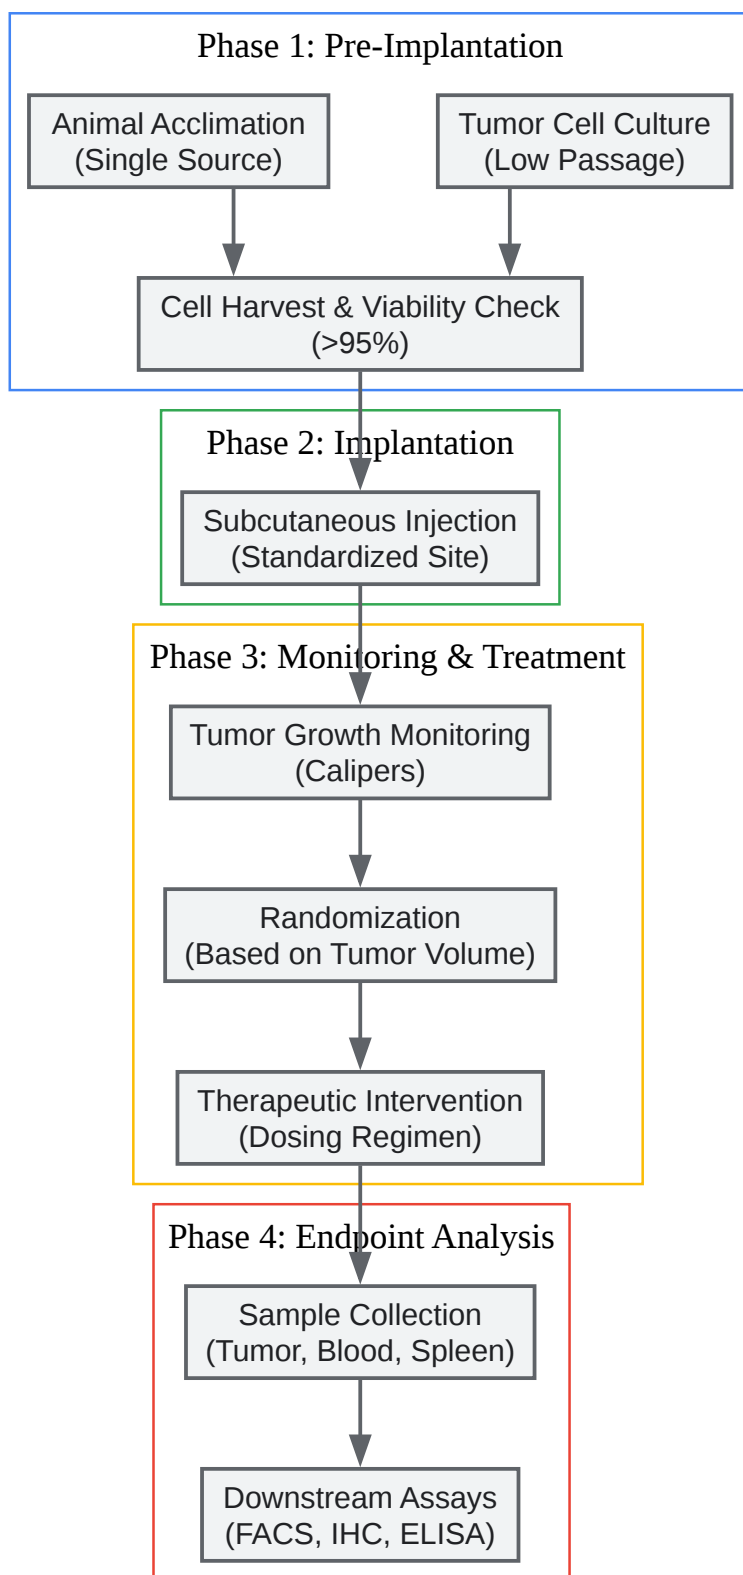 Phase 1: Pre-Implantation
Animal Acclimation
(Single Source)
Tumor Cell Culture
(Low Passage)
Cell Harvest & Viability Check
(>95%)
Phase 2: Implantation
Subcutaneous Injection
(Standardized Site)
Phase 3: Monitoring & Treatment
Tumor Growth Monitoring
(Calipers)
Randomization
(Based on Tumor Volume)
Therapeutic Intervention
(Dosing Regimen)
Phase 4: Endpoint Analysis
Sample Collection
(Tumor, Blood, Spleen)
Downstream Assays
(FACS, IHC, ELISA)